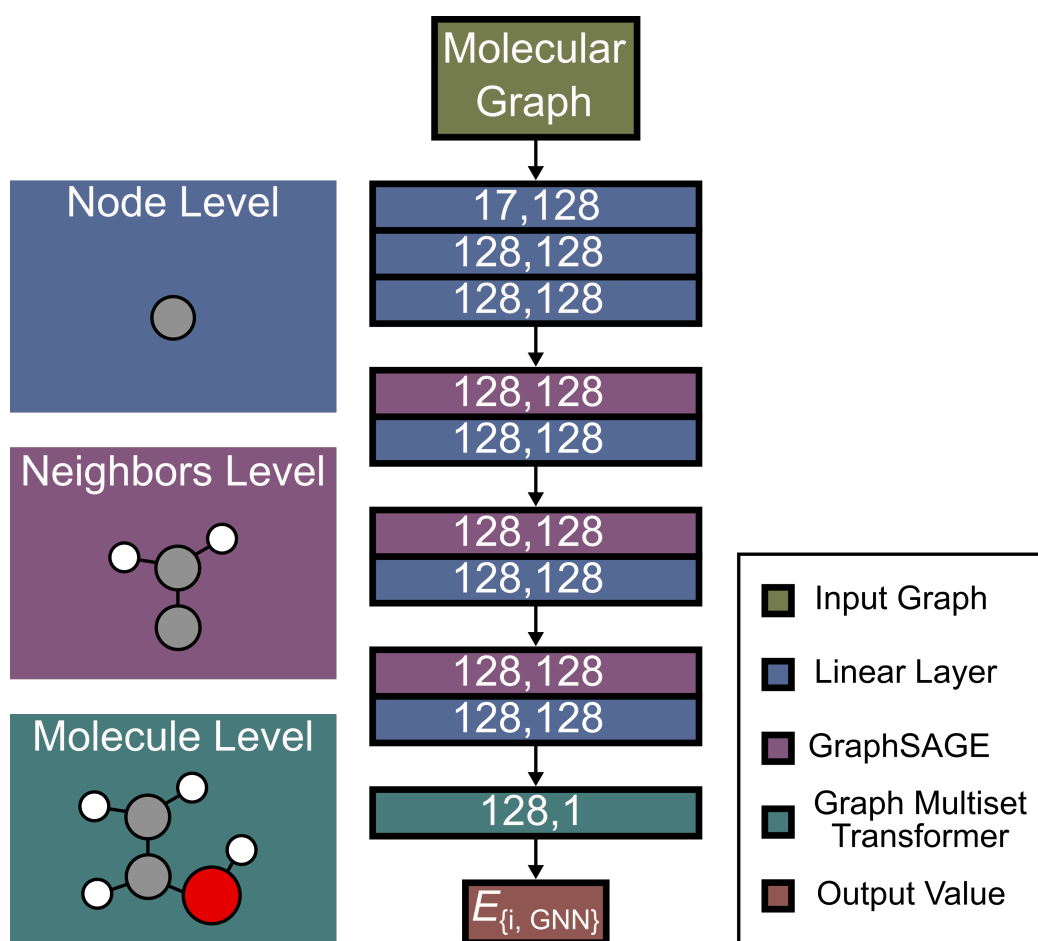 Molecular
Graph
Node Level
17,128
128,128
128,128
128,128
128,128
Neighbors Level
128,128
128,128
128,128
128,128
Molecule Level
128,1
E{i, GNN}
Input Graph
Linear Layer
GraphSAGE
Graph Multiset
Transformer
Output Value